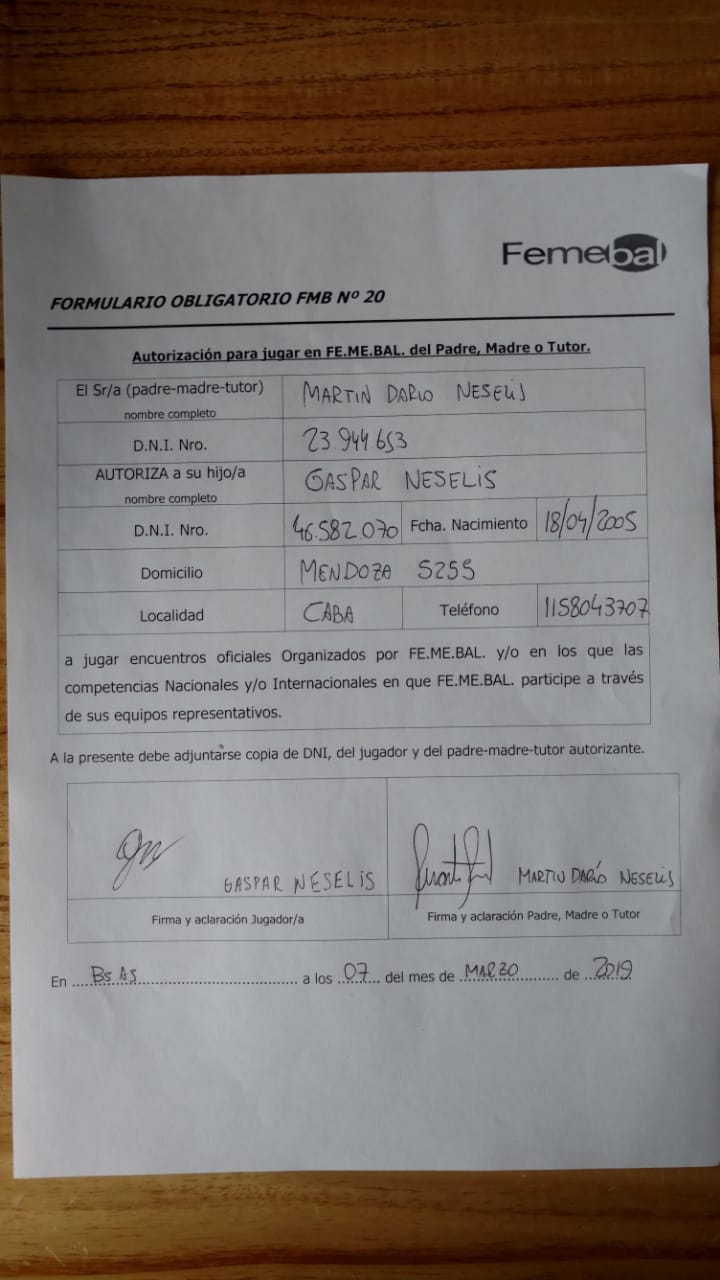 Femebal
FORMULARIO OBLIGATORIO FMB Nº 20
Autorización para jugar en FE.ME.BAL. del Padre, Madre o Tutor.
El Sr/a (padre-madre-tutor) MARTIN DARIO NESELIS
nombre completo
D.N.I. Nro. 23.944.653
AUTORIZA a su hijo/a GASPAR NESELIS
nombre completo
D.N.I. Nro. 46.582.070 Fcha. Nacimiento 18/04/2005
Domicilio MENDOZA 5255
Localidad CABA Teléfono 1158043707
a jugar encuentros oficiales Organizados por FE.ME.BAL. y/o en los que las
competencias Nacionales y/o Internacionales en que FE.ME.BAL. participe a través
de sus equipos representativos.
A la presente debe adjuntarse copia de DNI, del jugador y del padre-madre-tutor autorizante.
GASPAR NESELIS MARTIN DARÍO NESELIS
Firma y aclaración Jugador/a Firma y aclaración Padre, Madre o Tutor
En Bs As a los 07 del mes de MARZO de 2019